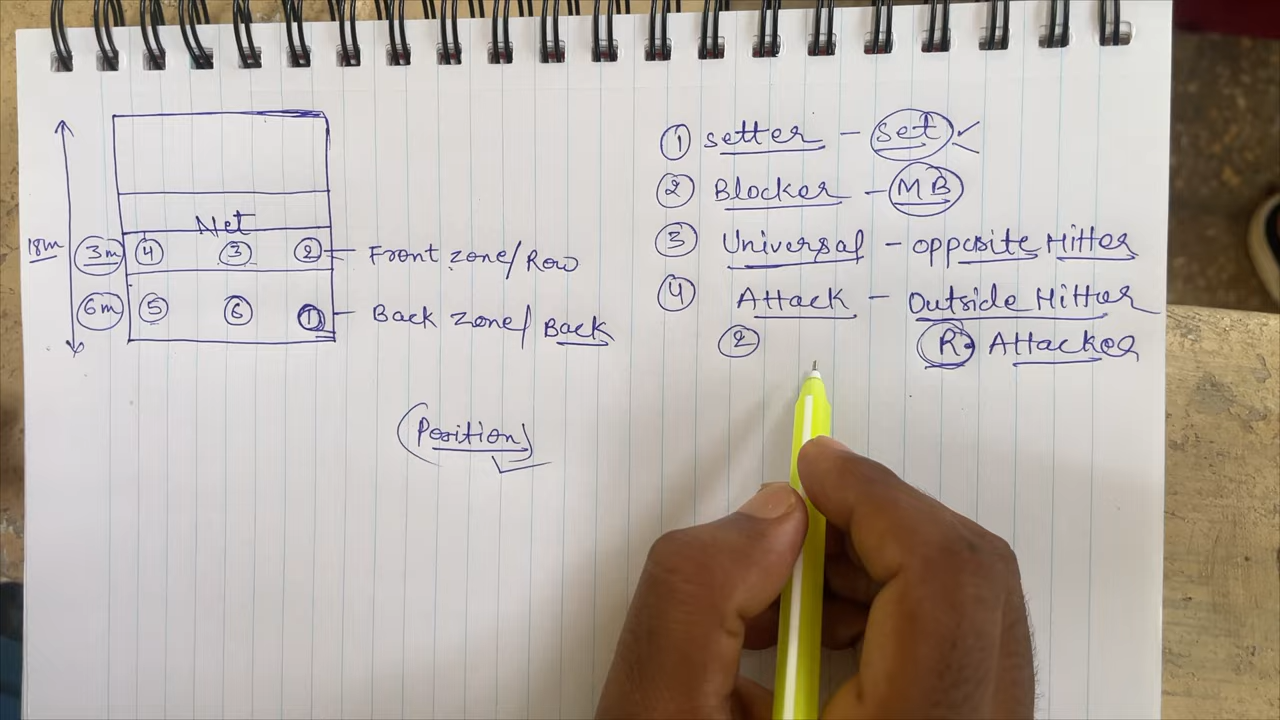 18m
Net
3m 4 3 2 Front zone/Row
6m 5 6 1 Back zone/Back
(Position)
1 Setter - Set
2 Blocker - MB
3 Universal - opposite Hitter
4 Attack - Outside Hitter
2 R. Attacker